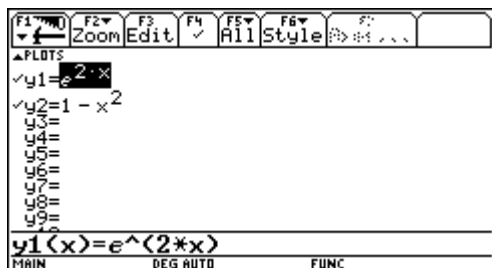 F1 F2 Zoom F3 Edit F4 ✓ F5 All F6 Style F7
PLOTS
✓y1=e^2·x
✓y2=1 - x^2
y3=
y4=
y5=
y6=
y7=
y8=
y9=
y1(x)=e^(2*x)
MAIN DEG AUTO FUNC